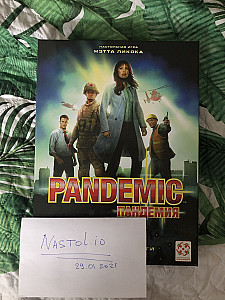 НАСТОЛЬНАЯ ИГРА
МЭТТА ЛИКОКА
PANDEMIC
ПАНДЕМИЯ
NASTOL io
29.01 2021